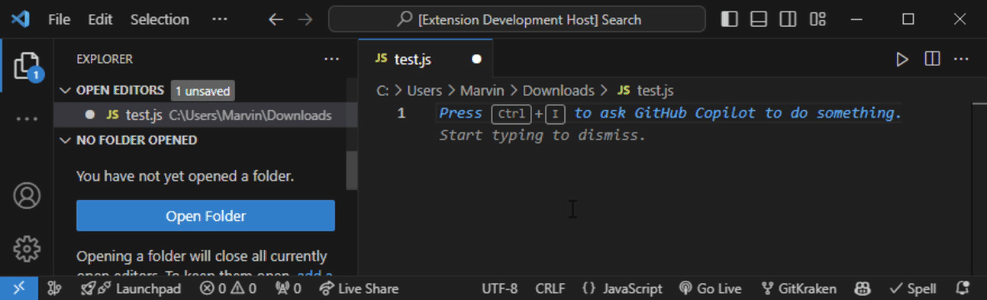 File Edit Selection ... [Extension Development Host] Search
EXPLORER ...
OPEN EDITORS 1 unsaved
JS test.js C:\Users\Marvin\Downloads
NO FOLDER OPENED
You have not yet opened a folder.
Open Folder
Opening a folder will close all currently
open editors. To keep them open, add a
1
...
JS test.js ...
C: > Users > Marvin > Downloads > JS test.js
1 Press Ctrl+I to ask GitHub Copilot to do something.
Start typing to dismiss.
Launchpad 0 0 0 Live Share UTF-8 CRLF {} JavaScript Go Live GitKraken Spell